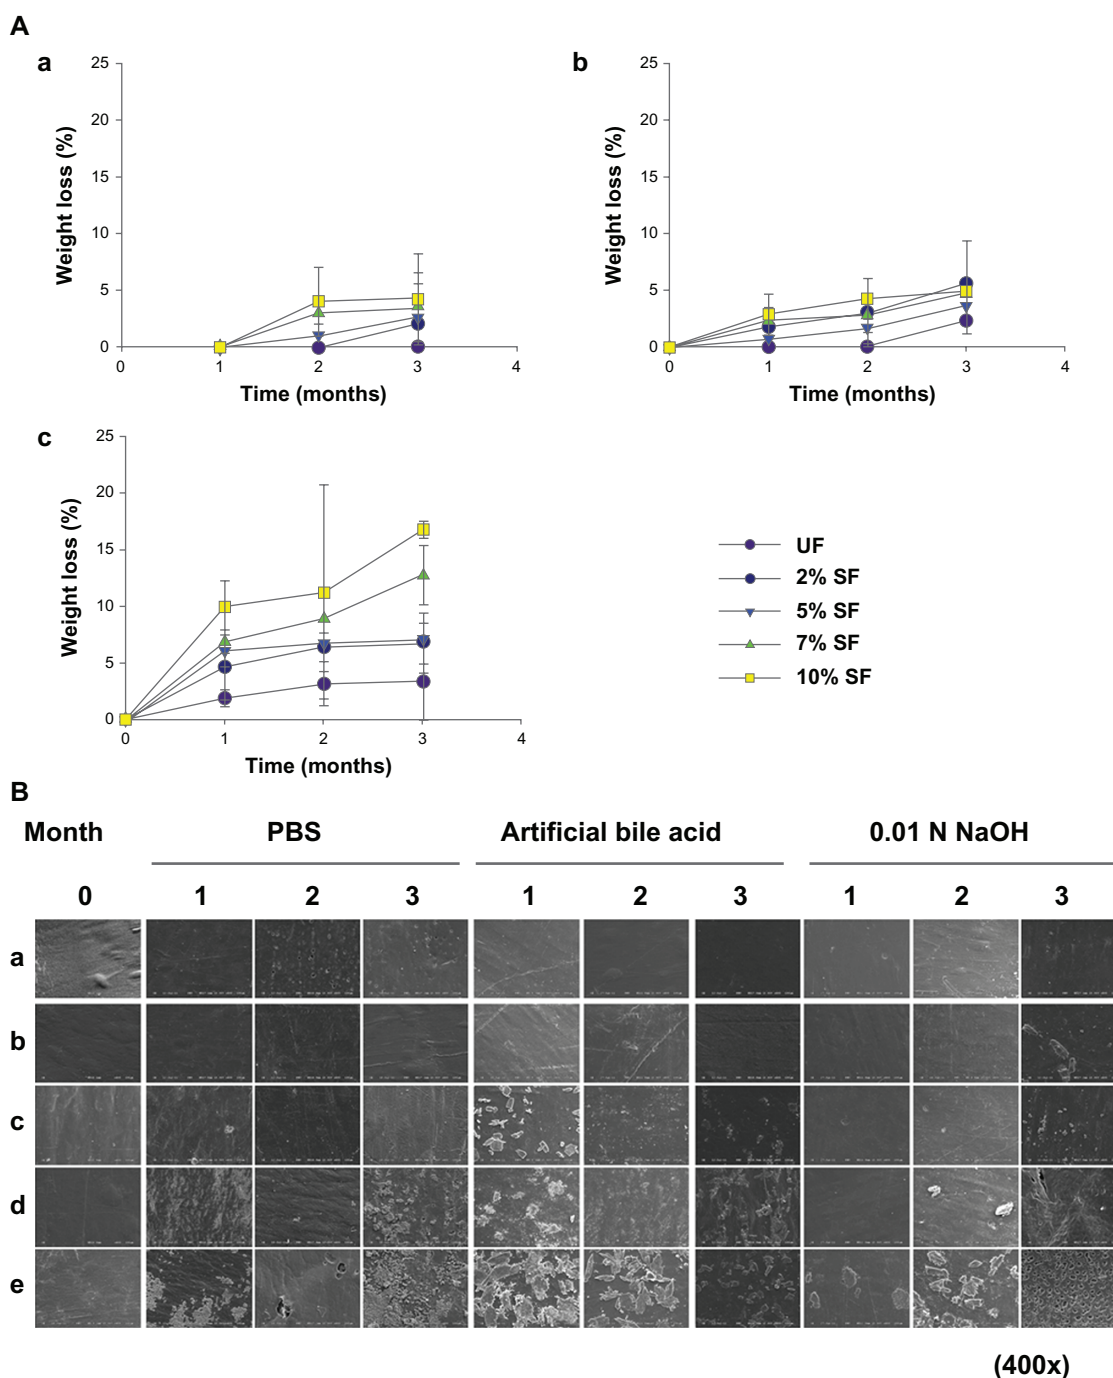 A
a
25
20
15
10
5
0
Weight loss (%)
0 1 2 3 4
Time (months)
b
25
20
15
10
5
0
Weight loss (%)
0 1 2 3 4
Time (months)
c
25
20
15
10
5
0
Weight loss (%)
0 1 2 3 4
Time (months)
UF
2% SF
5% SF
7% SF
10% SF
B
Month PBS Artificial bile acid 0.01 N NaOH
0 1 2 3 1 2 3 1 2 3
a
b
c
d
e
(400x)